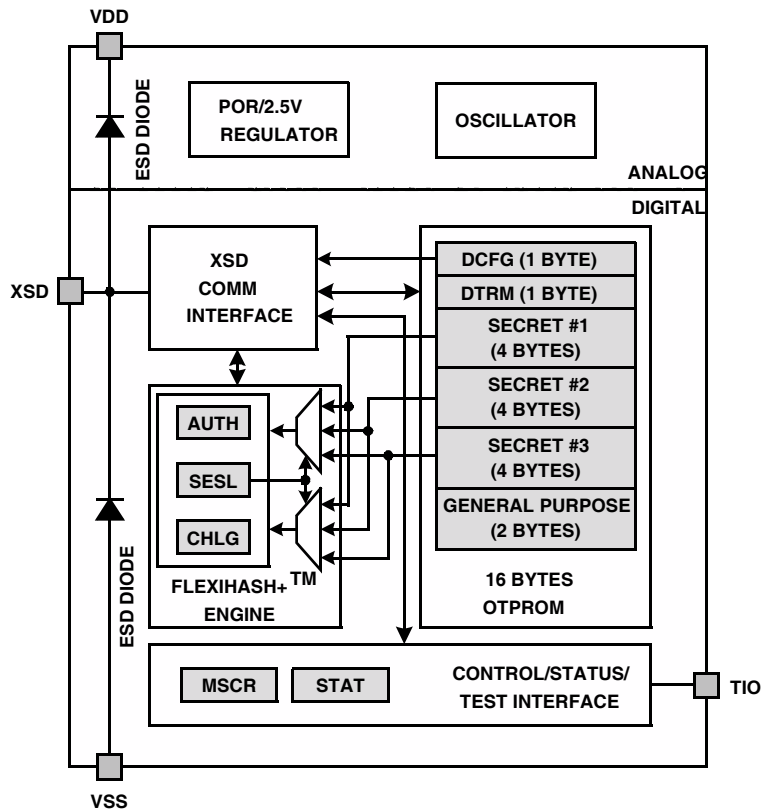 VDD
ESD DIODE
POR/2.5V
REGULATOR
OSCILLATOR
ANALOG
DIGITAL
XSD
XSD
COMM
INTERFACE
DCFG (1 BYTE)
DTRM (1 BYTE)
SECRET #1
(4 BYTES)
SECRET #2
(4 BYTES)
SECRET #3
(4 BYTES)
GENERAL PURPOSE
(2 BYTES)
16 BYTES
OTPROM
AUTH
SESL
CHLG
FLEXIHASH+ TM
ENGINE
ESD DIODE
MSCR
STAT
CONTROL/STATUS/
TEST INTERFACE
TIO
VSS